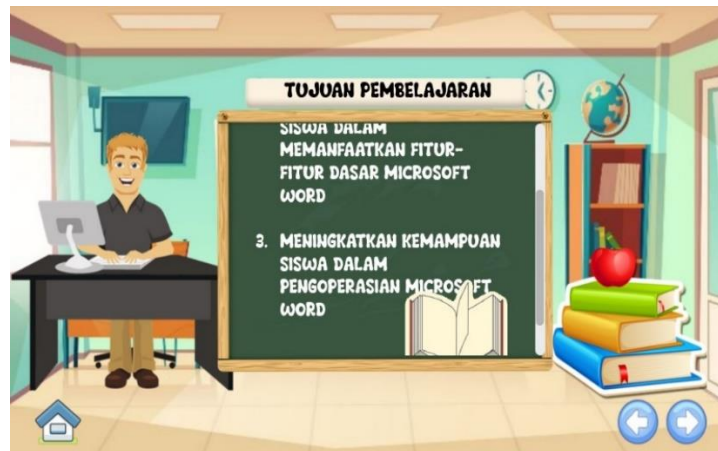 TUJUAN PEMBELAJARAN
SISWA DALAM
MEMANFAATKAN FITUR-
FITUR DASAR MICROSOFT
WORD
3. MENINGKATKAN KEMAMPUAN
SISWA DALAM
PENGOPERASIAN MICROSOFT
WORD